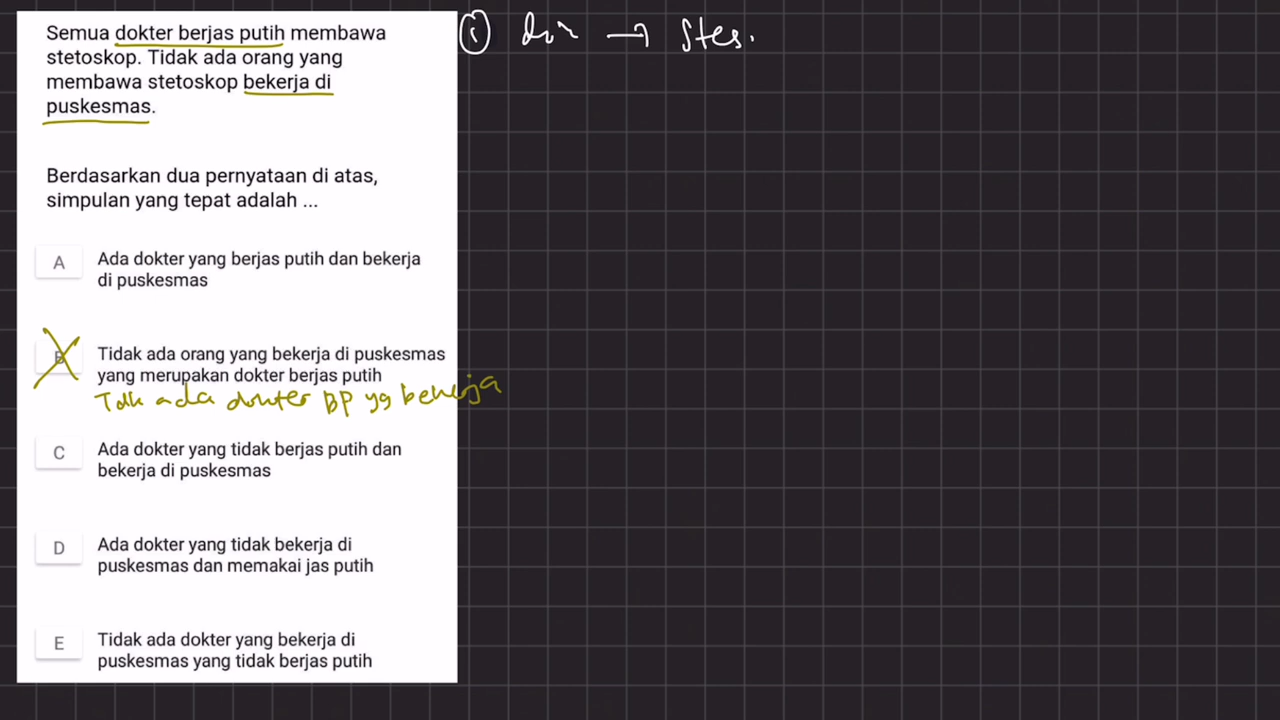 Semua dokter berjas putih membawa
stetoskop. Tidak ada orang yang
membawa stetoskop bekerja di
puskesmas.
① → Stes.
Berdasarkan dua pernyataan di atas,
simpulan yang tepat adalah ...
A Ada dokter yang berjas putih dan bekerja
di puskesmas
B Tidak ada orang yang bekerja di puskesmas
yang merupakan dokter berjas putih
Tdk ada dokter BP yg bekerja
C Ada dokter yang tidak berjas putih dan
bekerja di puskesmas
D Ada dokter yang tidak bekerja di
puskesmas dan memakai jas putih
E Tidak ada dokter yang bekerja di
puskesmas yang tidak berjas putih